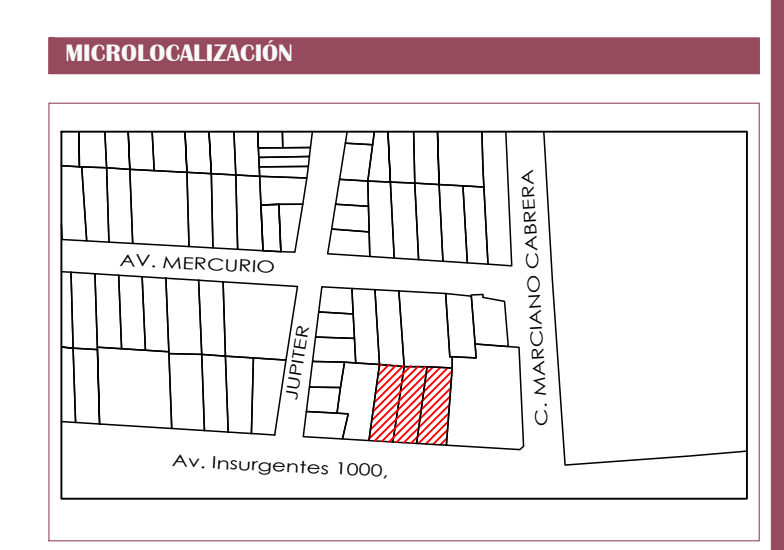 MICROLOCALIZACIÓN
C. MARCIANO CABRERA
AV. MERCURIO
JUPITER
Av. Insurgentes 1000,